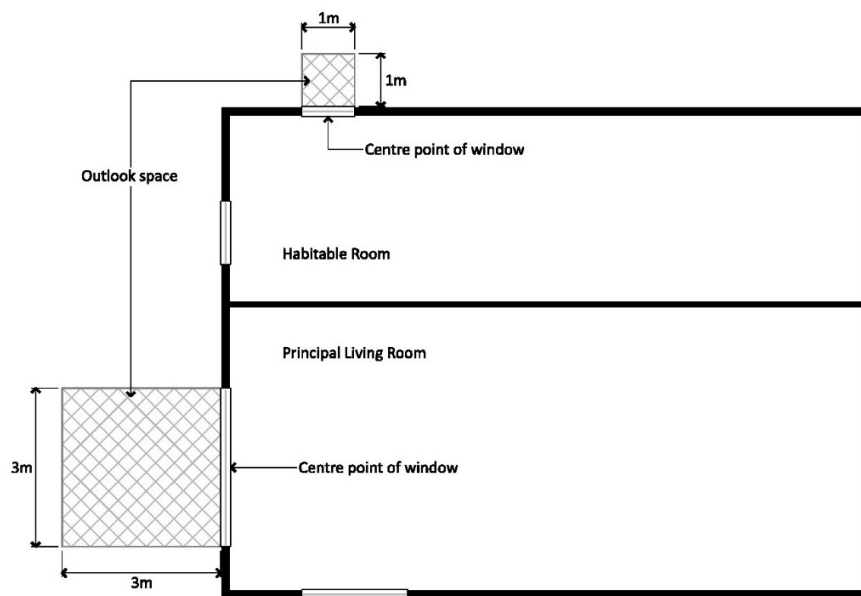 1m
1m
Centre point of window
Outlook space
Habitable Room
Principal Living Room
3m
Centre point of window
3m